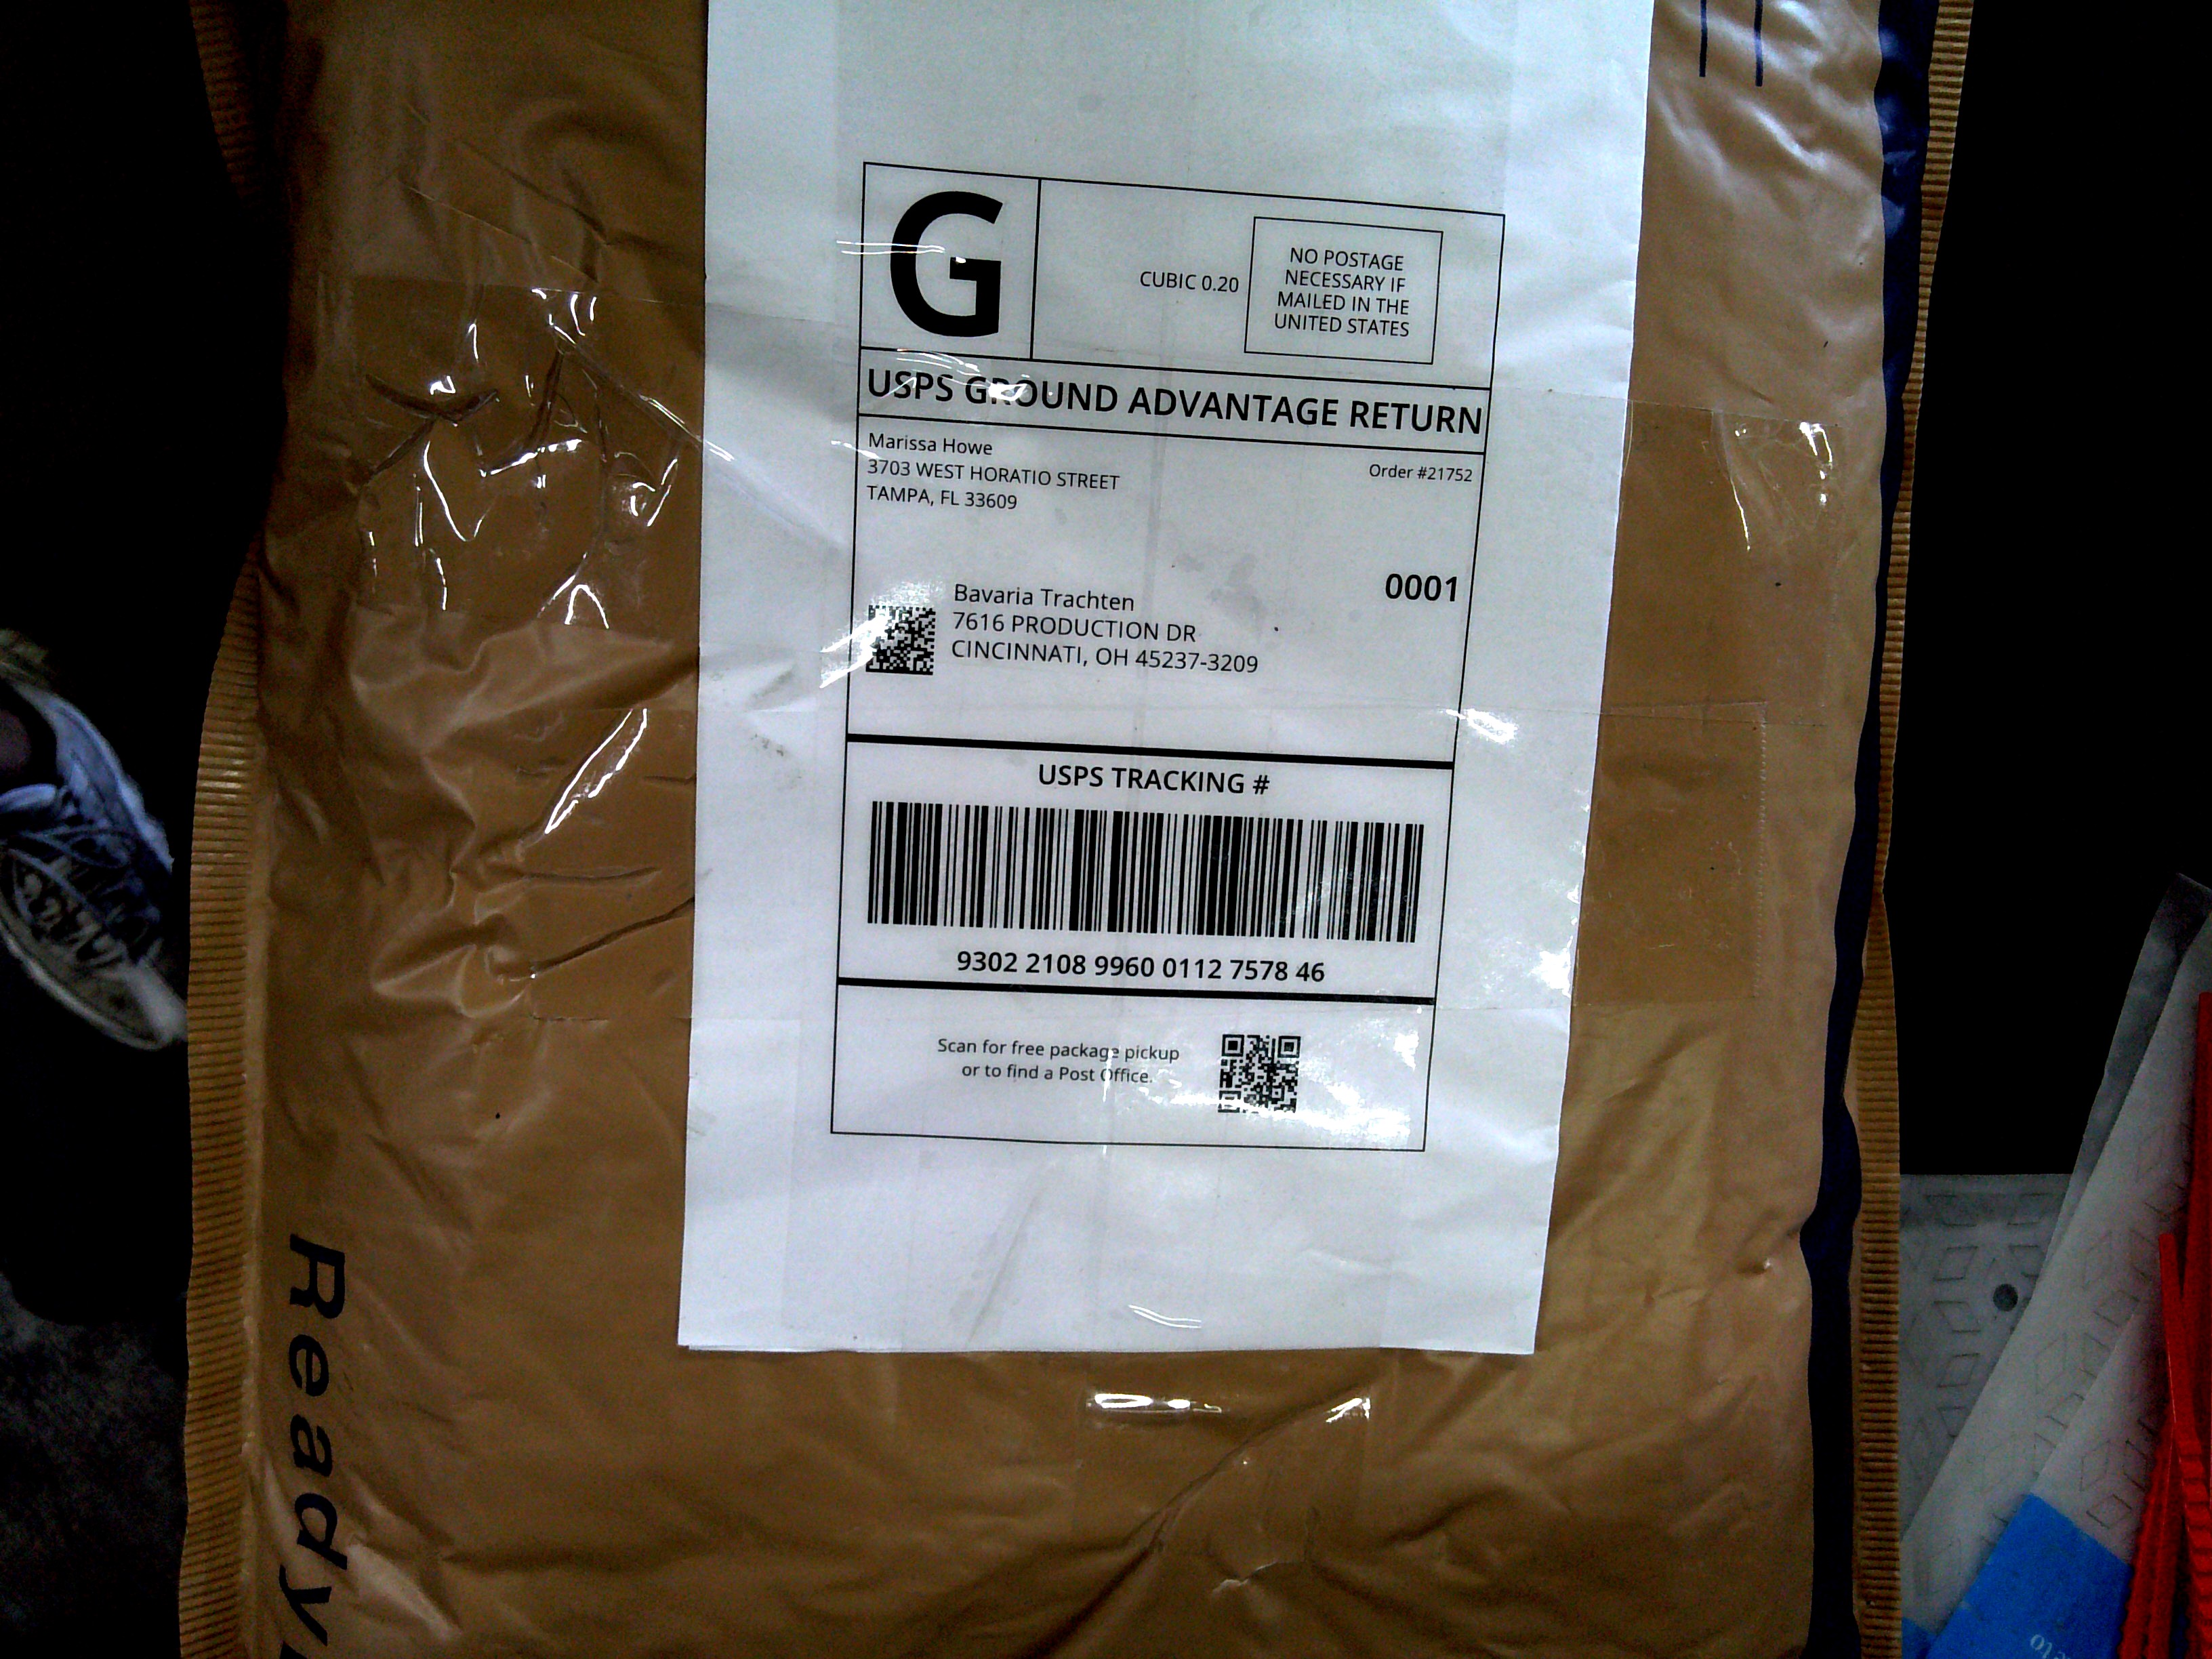 G
CUBIC 0.20
NO POSTAGE
NECESSARY IF
MAILED IN THE
UNITED STATES
USPS GROUND ADVANTAGE RETURN
Marissa Howe
3703 WEST HORATIO STREET
TAMPA, FL 33609
Order #21752
0001
Bavaria Trachten
7616 PRODUCTION DR
CINCINNATI, OH 45237-3209
USPS TRACKING #
9302 2108 9960 0112 7578 46
Scan for free package pickup
or to find a Post Office.
Ready